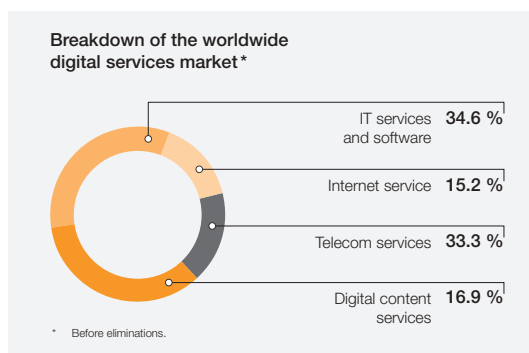 Breakdown of the worldwide
digital services market *
IT services 34.6 %
and software
Internet service 15.2 %
Telecom services 33.3 %
Digital content 16.9 %
services
* Before eliminations.